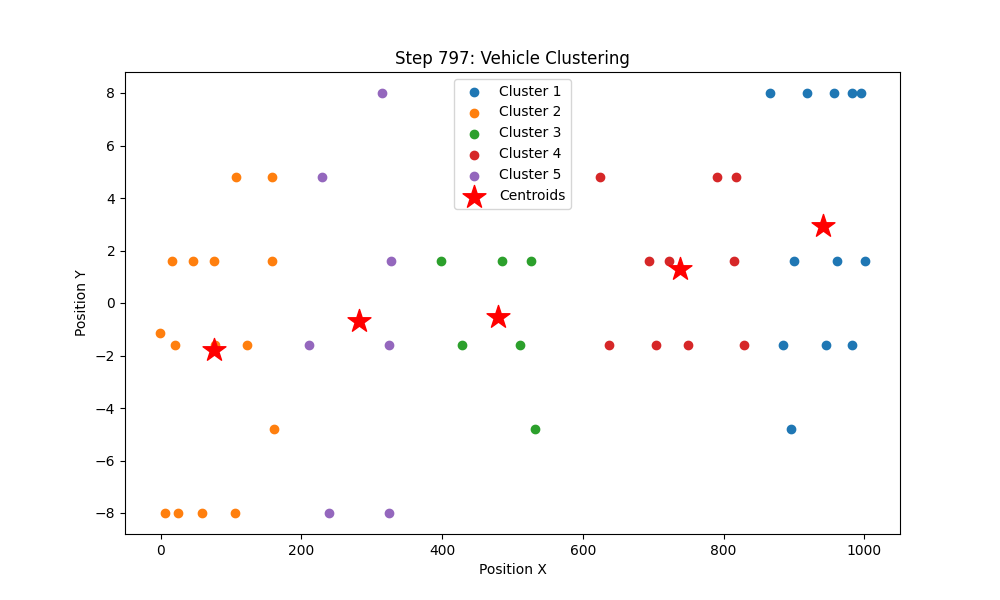 Step 797: Vehicle Clustering
Cluster 1
Cluster 2
Cluster 3
Cluster 4
Cluster 5
Centroids
Position Y
8
6
4
2
0
−2
−4
−6
−8
0 200 400 600 800 1000
Position X